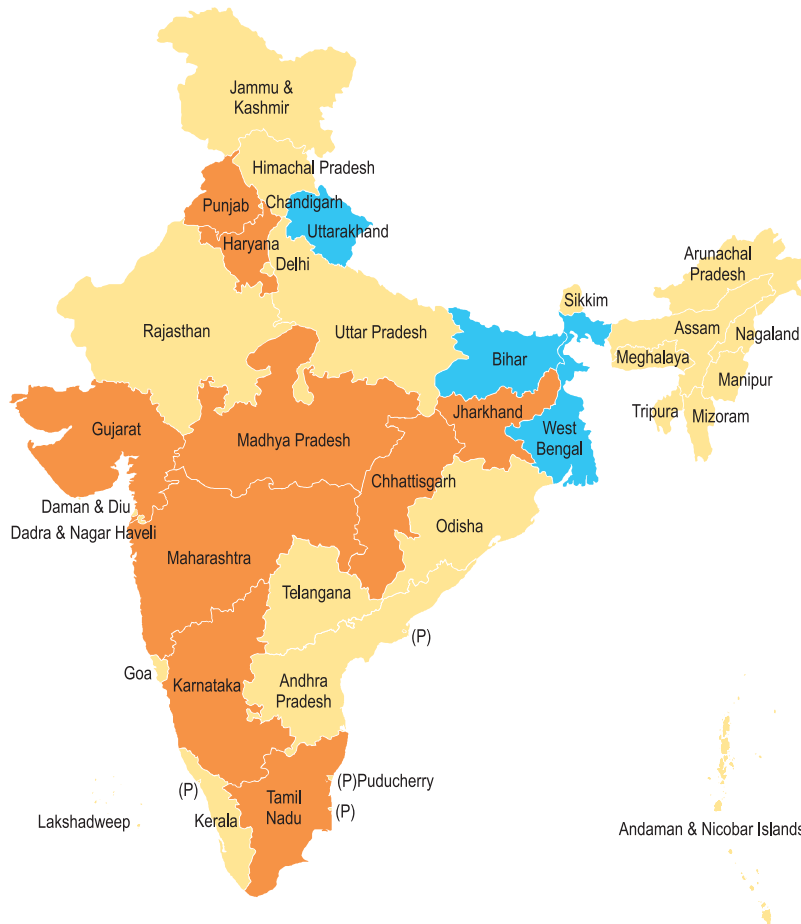 Jammu &
Kashmir
Himachal Pradesh
Chandigarh
Punjab
Uttarakhand
Haryana
Delhi
Arunachal
Pradesh
Sikkim
Rajasthan
Uttar Pradesh
Assam
Nagaland
Bihar
Meghalaya
Manipur
Jharkhand
Tripura
Mizoram
Gujarat
Madhya Pradesh
West
Bengal
Chhattisgarh
Daman & Diu
Odisha
Dadra & Nagar Haveli
Maharashtra
Telangana
(P)
Goa
Karnataka
Andhra
Pradesh
(P)Puducherry
(P)
Tamil
Nadu
(P)
Lakshadweep
Kerala
Andaman & Nicobar Islands